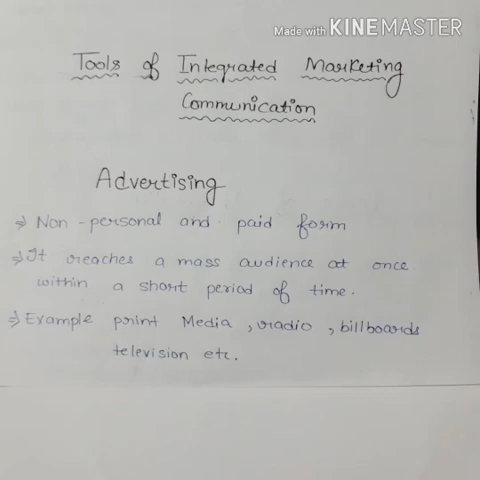 Made with KINEMASTER
Tools of Integrated Marketing
Communication
Advertising
⇒ Non-personal and paid form
⇒ It reaches a mass audience at once
within a short period of time.
⇒ Example print Media, radio, billboards
television etc.